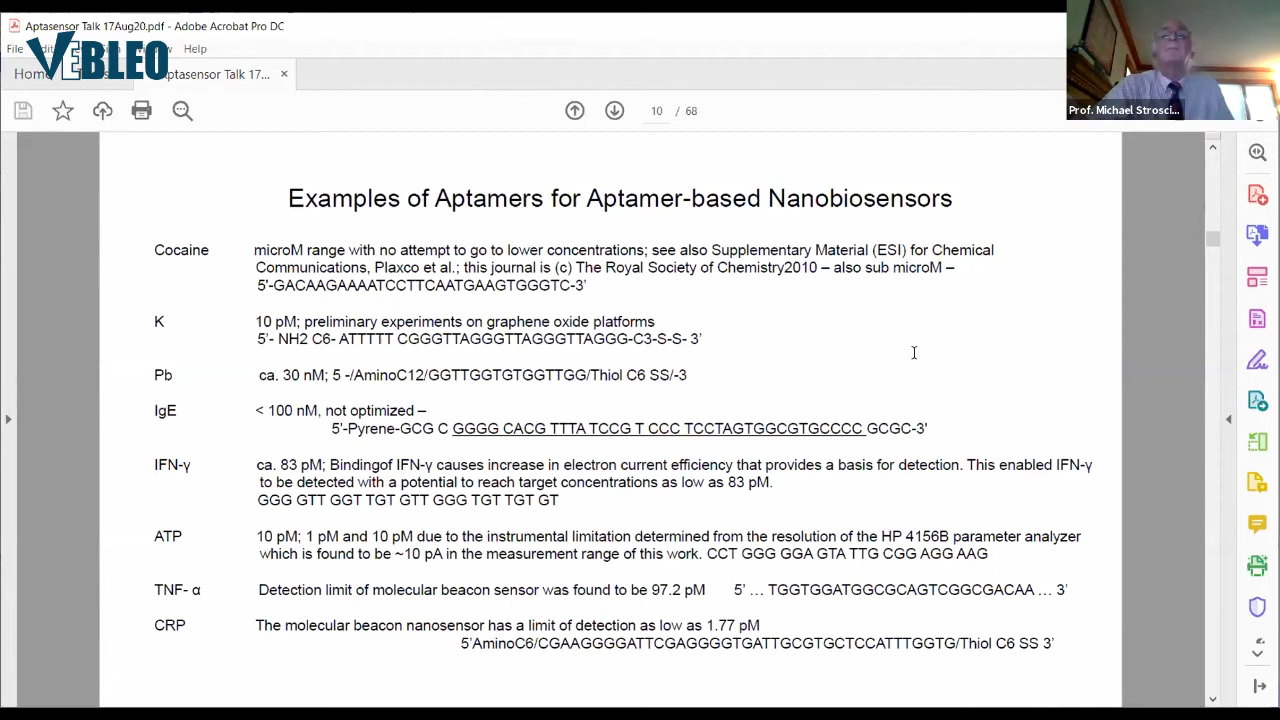 Aptasensor Talk 17Aug20.pdf - Adobe Acrobat Pro DC
File
Help
VEBLEO
Home
ptasensor Talk 17... ×
10 / 68
Prof. Michael Strosci...
Examples of Aptamers for Aptamer-based Nanobiosensors
Cocaine microM range with no attempt to go to lower concentrations; see also Supplementary Material (ESI) for Chemical
Communications, Plaxco et al.; this journal is (c) The Royal Society of Chemistry2010 – also sub microM –
5'-GACAAGAAAATCCTTCAATGAAGTGGGTC-3'
K 10 pM; preliminary experiments on graphene oxide platforms
5’- NH2 C6- ATTTTT CGGGTTAGGGTTAGGGTTAGGG-C3-S-S- 3’
Pb ca. 30 nM; 5 -/AminoC12/GGTTGGTGTGGTTGG/Thiol C6 SS/-3
IgE < 100 nM, not optimized –
5'-Pyrene-GCG C GGGG CACG TTTA TCCG T CCC TCCTAGTGGCGTGCCCC GCGC-3'
IFN-γ ca. 83 pM; Bindingof IFN-γ causes increase in electron current efficiency that provides a basis for detection. This enabled IFN-γ
to be detected with a potential to reach target concentrations as low as 83 pM.
GGG GTT GGT TGT GTT GGG TGT TGT GT
ATP 10 pM; 1 pM and 10 pM due to the instrumental limitation determined from the resolution of the HP 4156B parameter analyzer
which is found to be ~10 pA in the measurement range of this work. CCT GGG GGA GTA TTG CGG AGG AAG
TNF- α Detection limit of molecular beacon sensor was found to be 97.2 pM 5’ … TGGTGGATGGCGCAGTCGGCGACAA … 3’
CRP The molecular beacon nanosensor has a limit of detection as low as 1.77 pM
5’AminoC6/CGAAGGGGATTCGAGGGGTGATTGCGTGCTCCATTTGGTG/Thiol C6 SS 3’